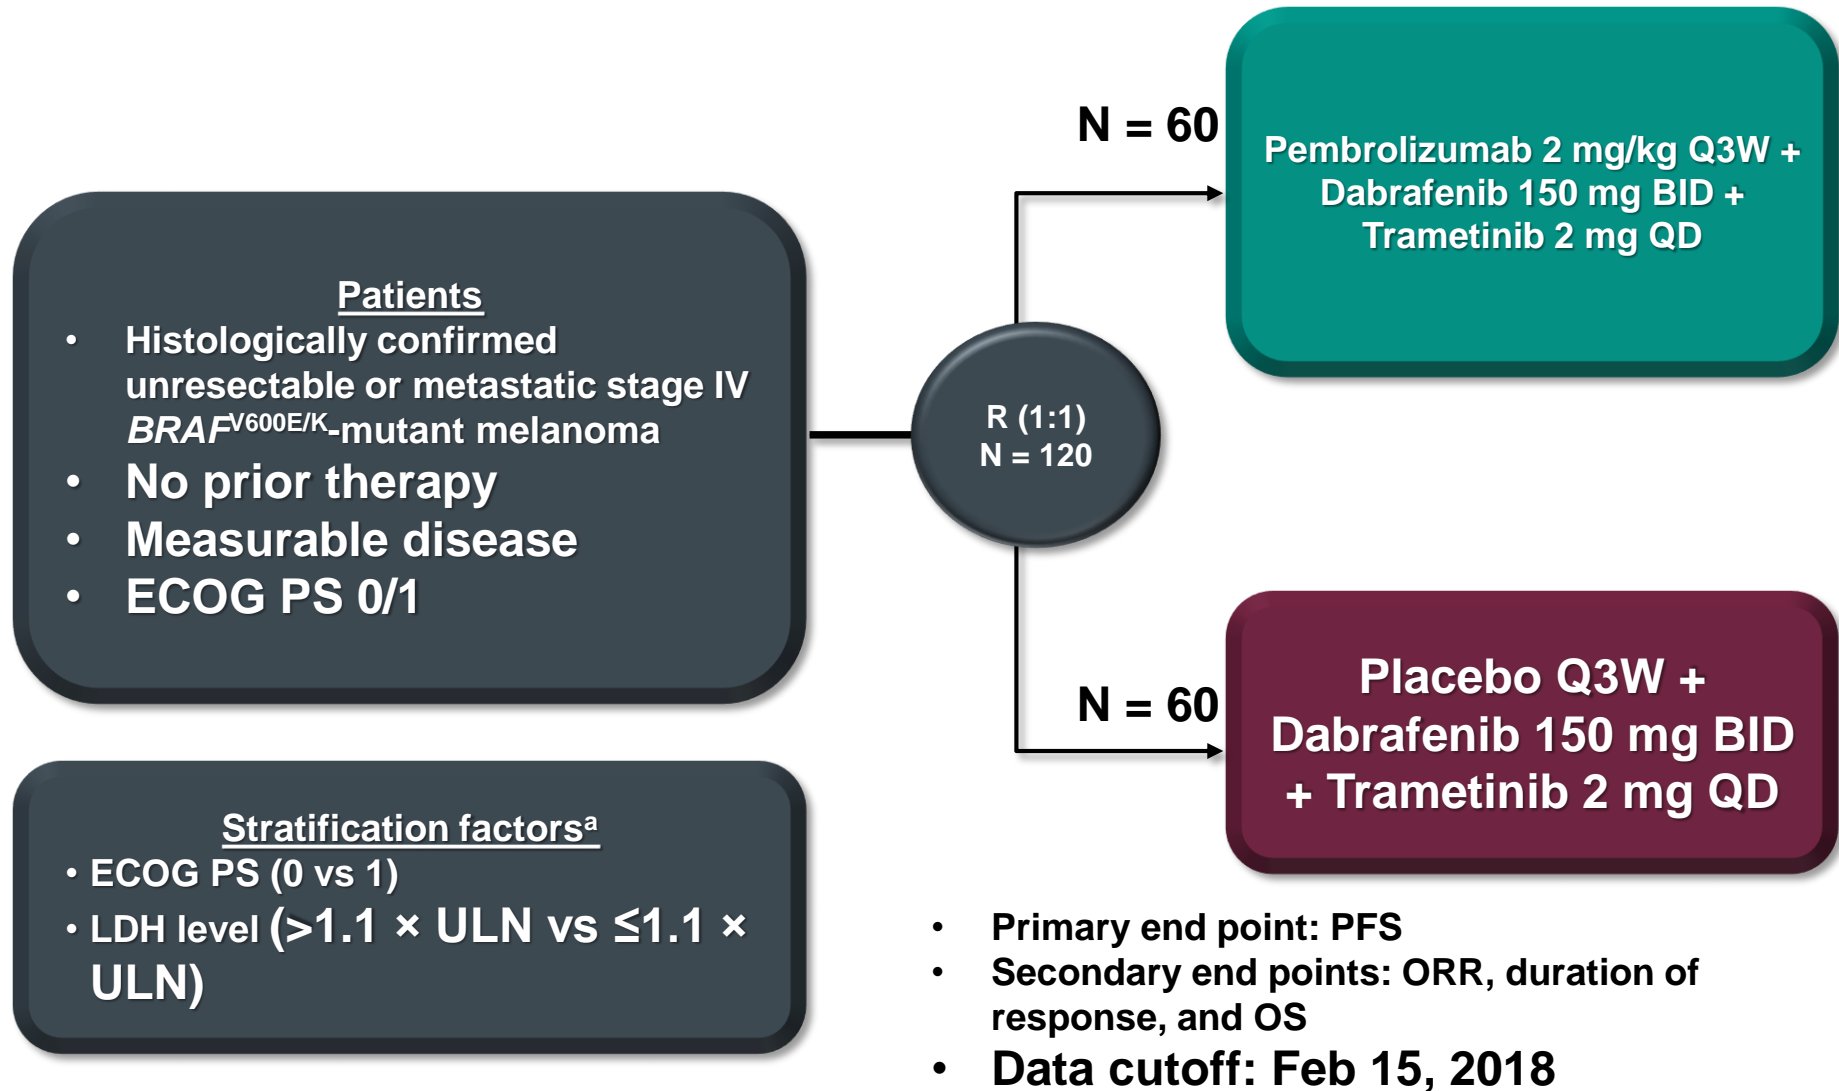 Patients
• Histologically confirmed
unresectable or metastatic stage IV
BRAFV600E/K-mutant melanoma
• No prior therapy
• Measurable disease
• ECOG PS 0/1
Stratification factorsa
• ECOG PS (0 vs 1)
• LDH level (>1.1 × ULN vs ≤1.1 ×
ULN)
R (1:1)
N = 120
N = 60
Pembrolizumab 2 mg/kg Q3W +
Dabrafenib 150 mg BID +
Trametinib 2 mg QD
N = 60
Placebo Q3W +
Dabrafenib 150 mg BID
+ Trametinib 2 mg QD
• Primary end point: PFS
• Secondary end points: ORR, duration of
response, and OS
• Data cutoff: Feb 15, 2018